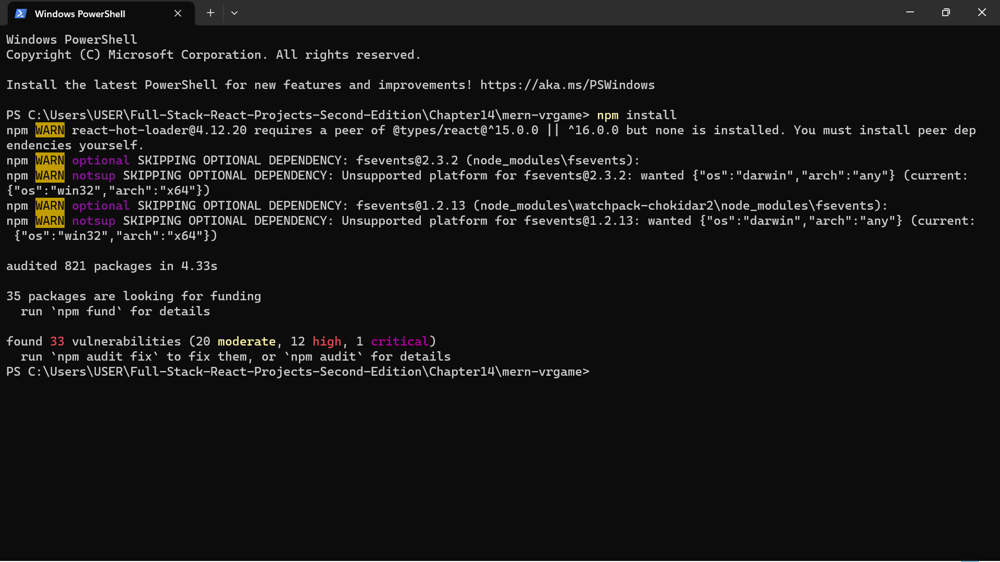 Windows PowerShell
Windows PowerShell
Copyright (C) Microsoft Corporation. All rights reserved.
Install the latest PowerShell for new features and improvements! https://aka.ms/PSWindows
PS C:\Users\USER\Full-Stack-React-Projects-Second-Edition\Chapter14\mern-vrgame> npm install
npm WARN react-hot-loader@4.12.20 requires a peer of @types/react@^15.0.0 || ^16.0.0 but none is installed. You must install peer dep
endencies yourself.
npm WARN optional SKIPPING OPTIONAL DEPENDENCY: fsevents@2.3.2 (node_modules\fsevents):
npm WARN notsup SKIPPING OPTIONAL DEPENDENCY: Unsupported platform for fsevents@2.3.2: wanted {"os":"darwin","arch":"any"} (current:
{"os":"win32","arch":"x64"})
npm WARN optional SKIPPING OPTIONAL DEPENDENCY: fsevents@1.2.13 (node_modules\watchpack-chokidar2\node_modules\fsevents):
npm WARN notsup SKIPPING OPTIONAL DEPENDENCY: Unsupported platform for fsevents@1.2.13: wanted {"os":"darwin","arch":"any"} (current:
{"os":"win32","arch":"x64"})
audited 821 packages in 4.33s
35 packages are looking for funding
run `npm fund` for details
found 33 vulnerabilities (20 moderate, 12 high, 1 critical)
run `npm audit fix` to fix them, or `npm audit` for details
PS C:\Users\USER\Full-Stack-React-Projects-Second-Edition\Chapter14\mern-vrgame>